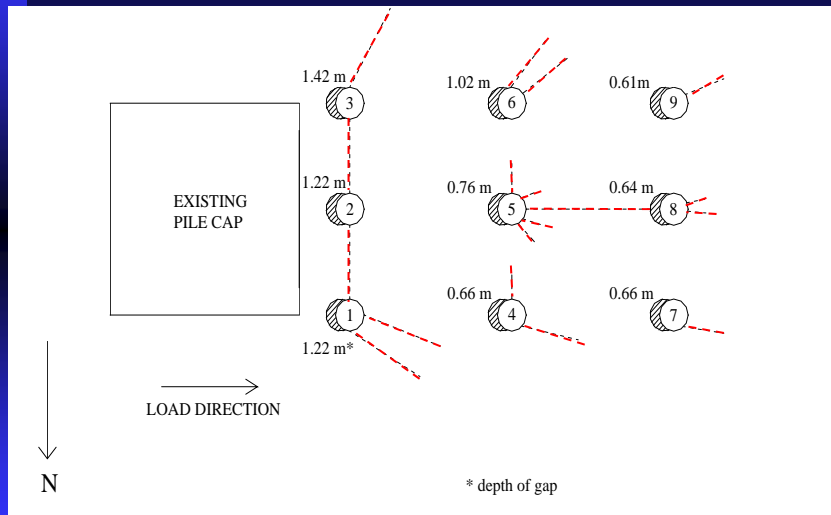 1.42 m
3
1.02 m
6
0.61m
9
EXISTING
PILE CAP
1.22 m
2
0.76 m
5
0.64 m
8
1
1.22 m*
0.66 m
4
0.66 m
7
LOAD DIRECTION
N
* depth of gap